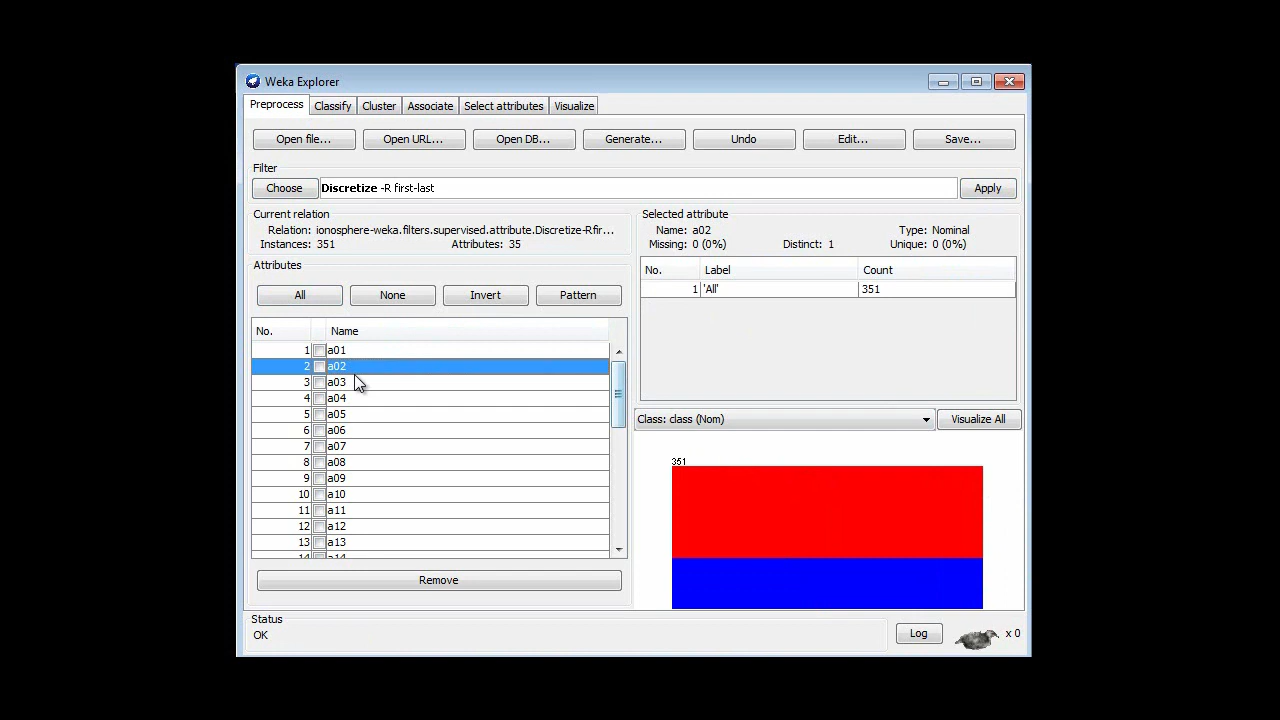 Weka Explorer
Preprocess Classify Cluster Associate Select attributes Visualize
Open file... Open URL... Open DB... Generate... Undo Edit... Save...
Filter
Choose Discretize -R first-last Apply
Current relation
Relation: ionosphere-weka.filters.supervised.attribute.Discretize-Rfir...
Instances: 351 Attributes: 35
Selected attribute
Name: a02 Type: Nominal
Missing: 0 (0%) Distinct: 1 Unique: 0 (0%)
No. Label Count
1 'All' 351
Attributes
All None Invert Pattern
No. Name
1 a01
2 a02
3 a03
4 a04
5 a05
6 a06
7 a07
8 a08
9 a09
10 a10
11 a11
12 a12
13 a13
14 a14
Remove
Class: class (Nom) Visualize All
351
Status
OK
Log x 0